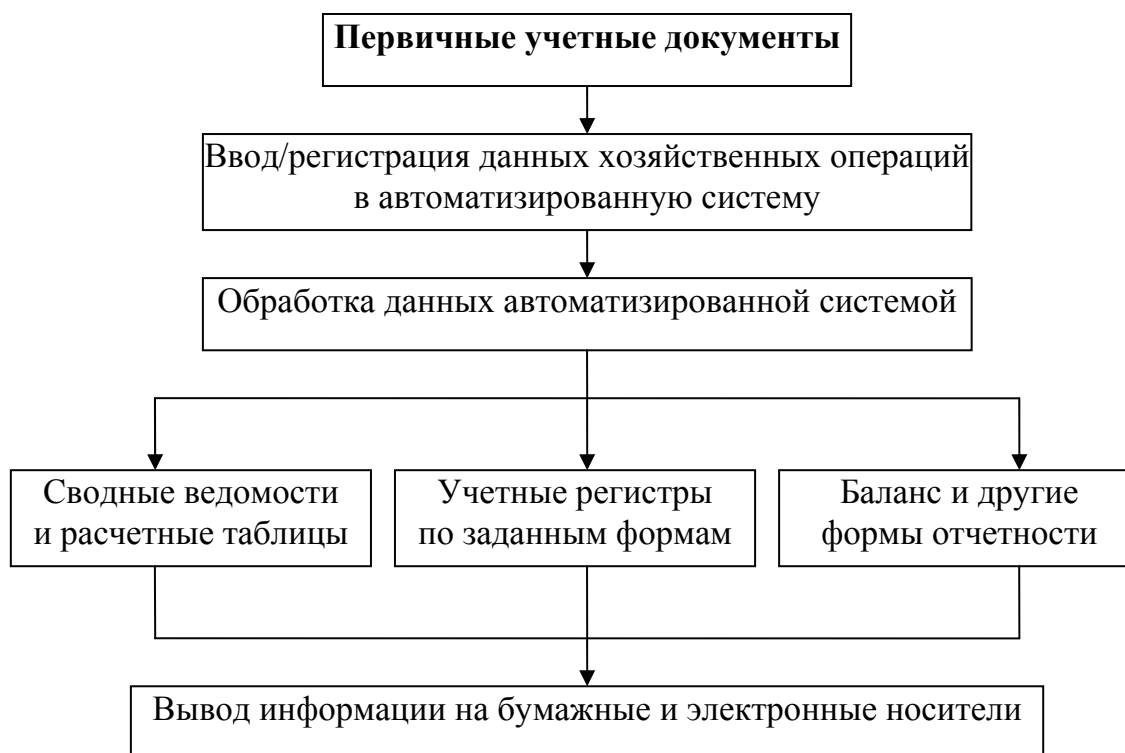 Первичные учетные документы
Ввод/регистрация данных хозяйственных операций
в автоматизированную систему
Обработка данных автоматизированной системой
Сводные ведомости
и расчетные таблицы
Учетные регистры
по заданным формам
Баланс и другие
формы отчетности
Вывод информации на бумажные и электронные носители